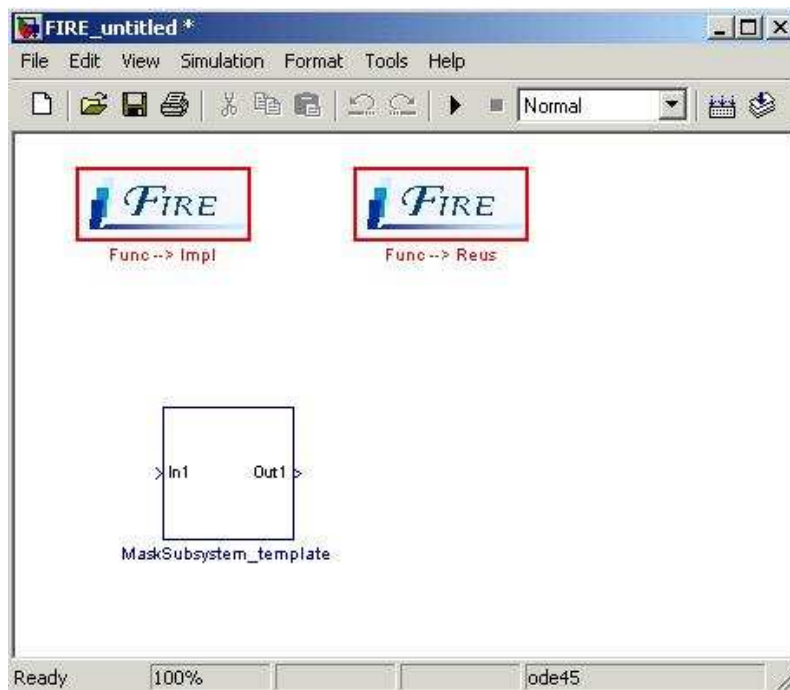 FIRE_untitled *
File Edit View Simulation Format Tools Help
Normal
FIRE FIRE
Func--> Impl Func--> Reus
In1 Out1
MaskSubsystem_template
Ready 100% ode45